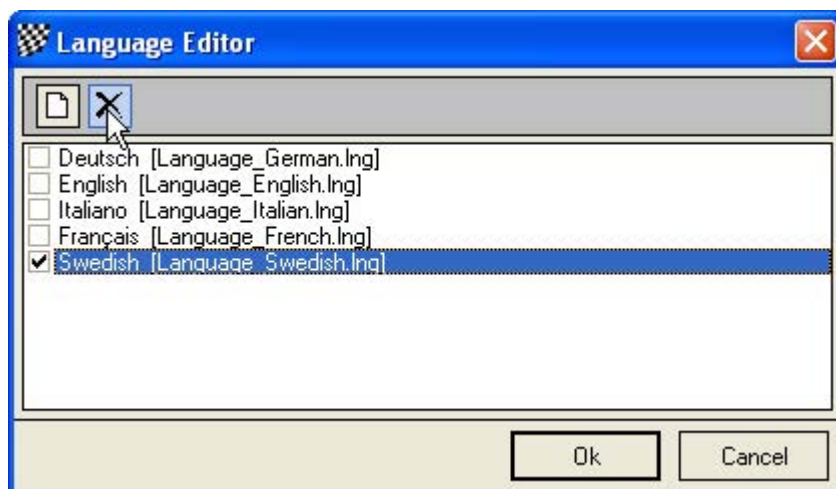 Language Editor
Deutsch [Language_German.lng]
English [Language_English.lng]
Italiano [Language_Italian.lng]
Français [Language_French.lng]
Swedish [Language_Swedish.lng]
Ok Cancel